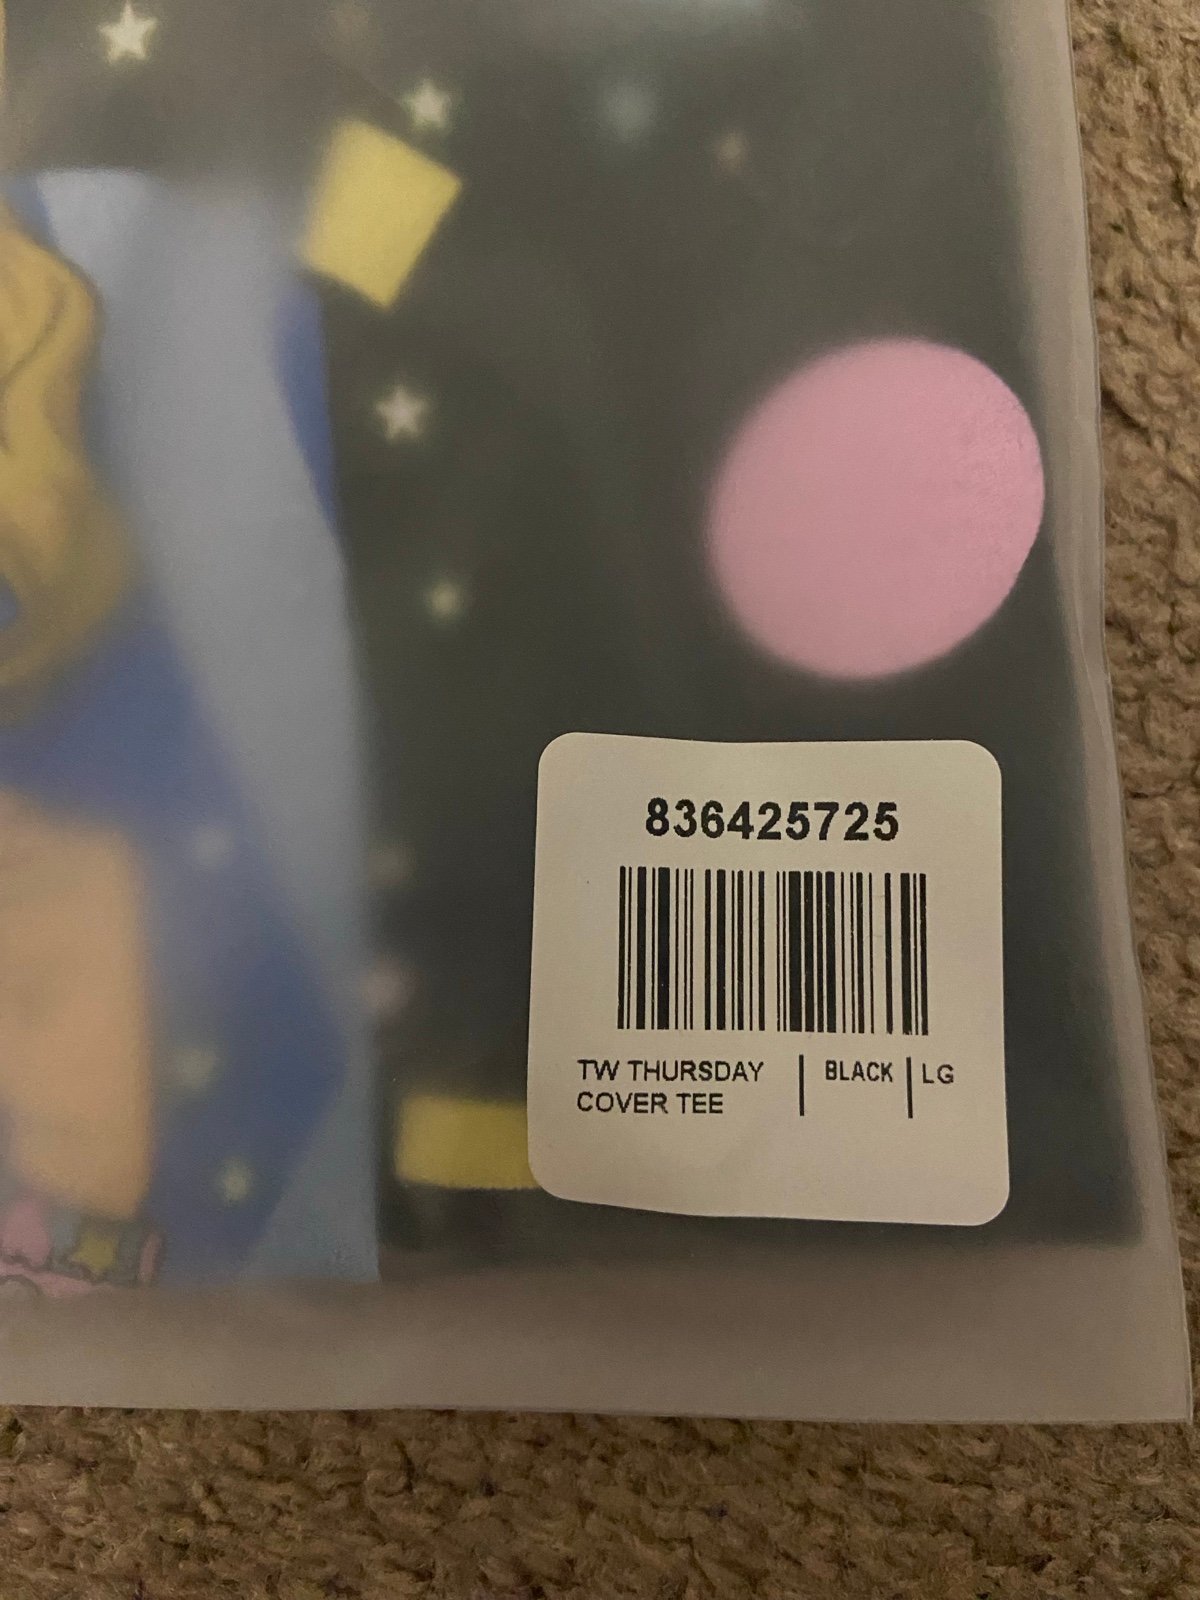 836425725
TW THURSDAY | BLACK | LG
COVER TEE